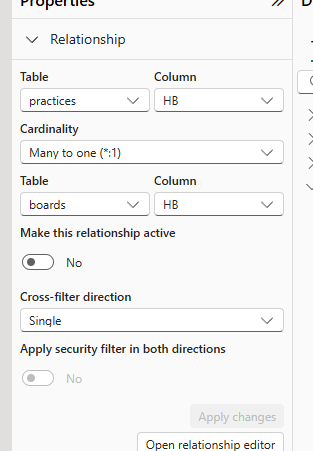 Properties
Relationship
Table Column
practices HB
Cardinality
Many to one (*:1)
Table Column
boards HB
Make this relationship active
No
Cross-filter direction
Single
Apply security filter in both directions
No
Apply changes
Open relationship editor